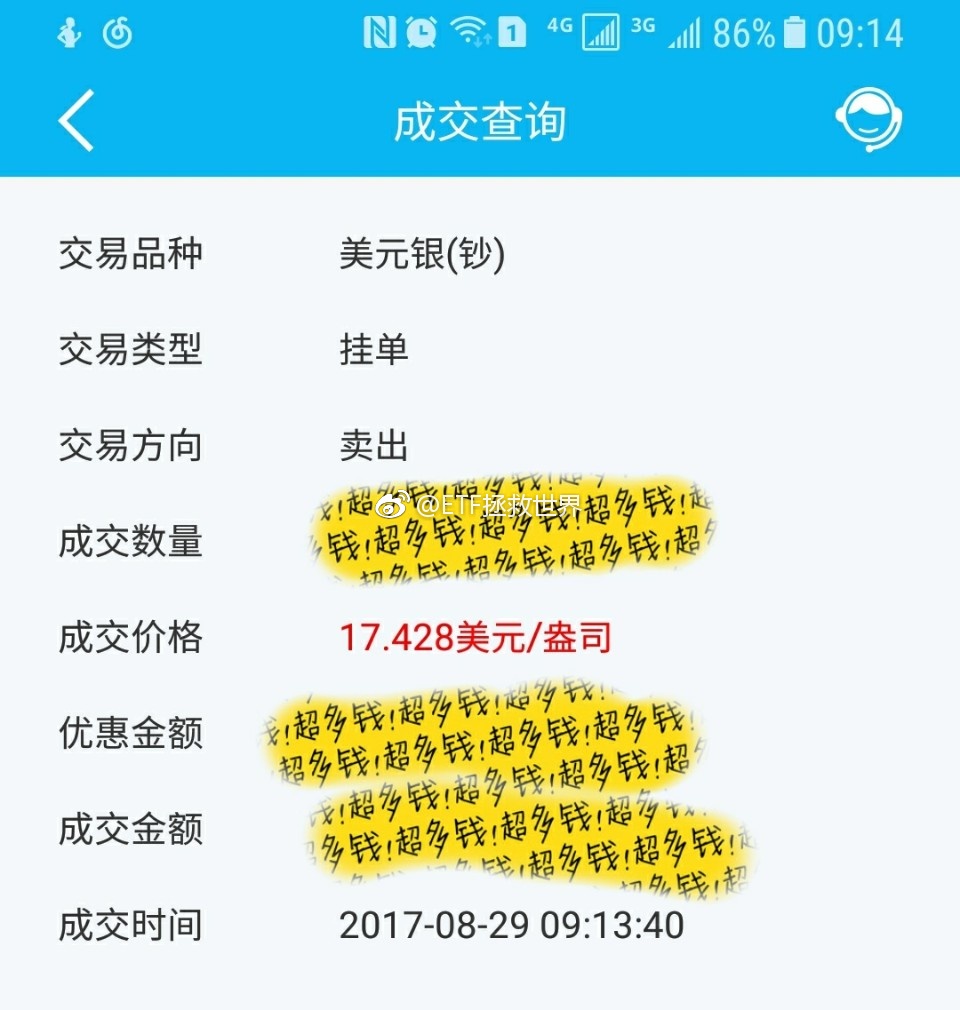 1 4G 3G 86% 09:14
成交查询
交易品种 美元银(钞)
交易类型 挂单
交易方向 卖出
钱!超多钱!超多钱!超多
@ETF拯救世界
钱!超多钱!超多钱!超多钱!超
成交数量 钱!超多钱!超多钱!超多钱!超
超多钱!超多钱!超多钱!超
成交价格 17.428美元/盎司
钱!超多钱!超多钱!超多钱!
优惠金额 超多钱!超多钱!超多钱!超多钱!
钱!超多钱!超多钱!超多钱!超多
成交金额 多钱!超多钱!超多钱!超多钱!
钱!超多钱!超多钱!超
成交时间 2017-08-29 09:13:40